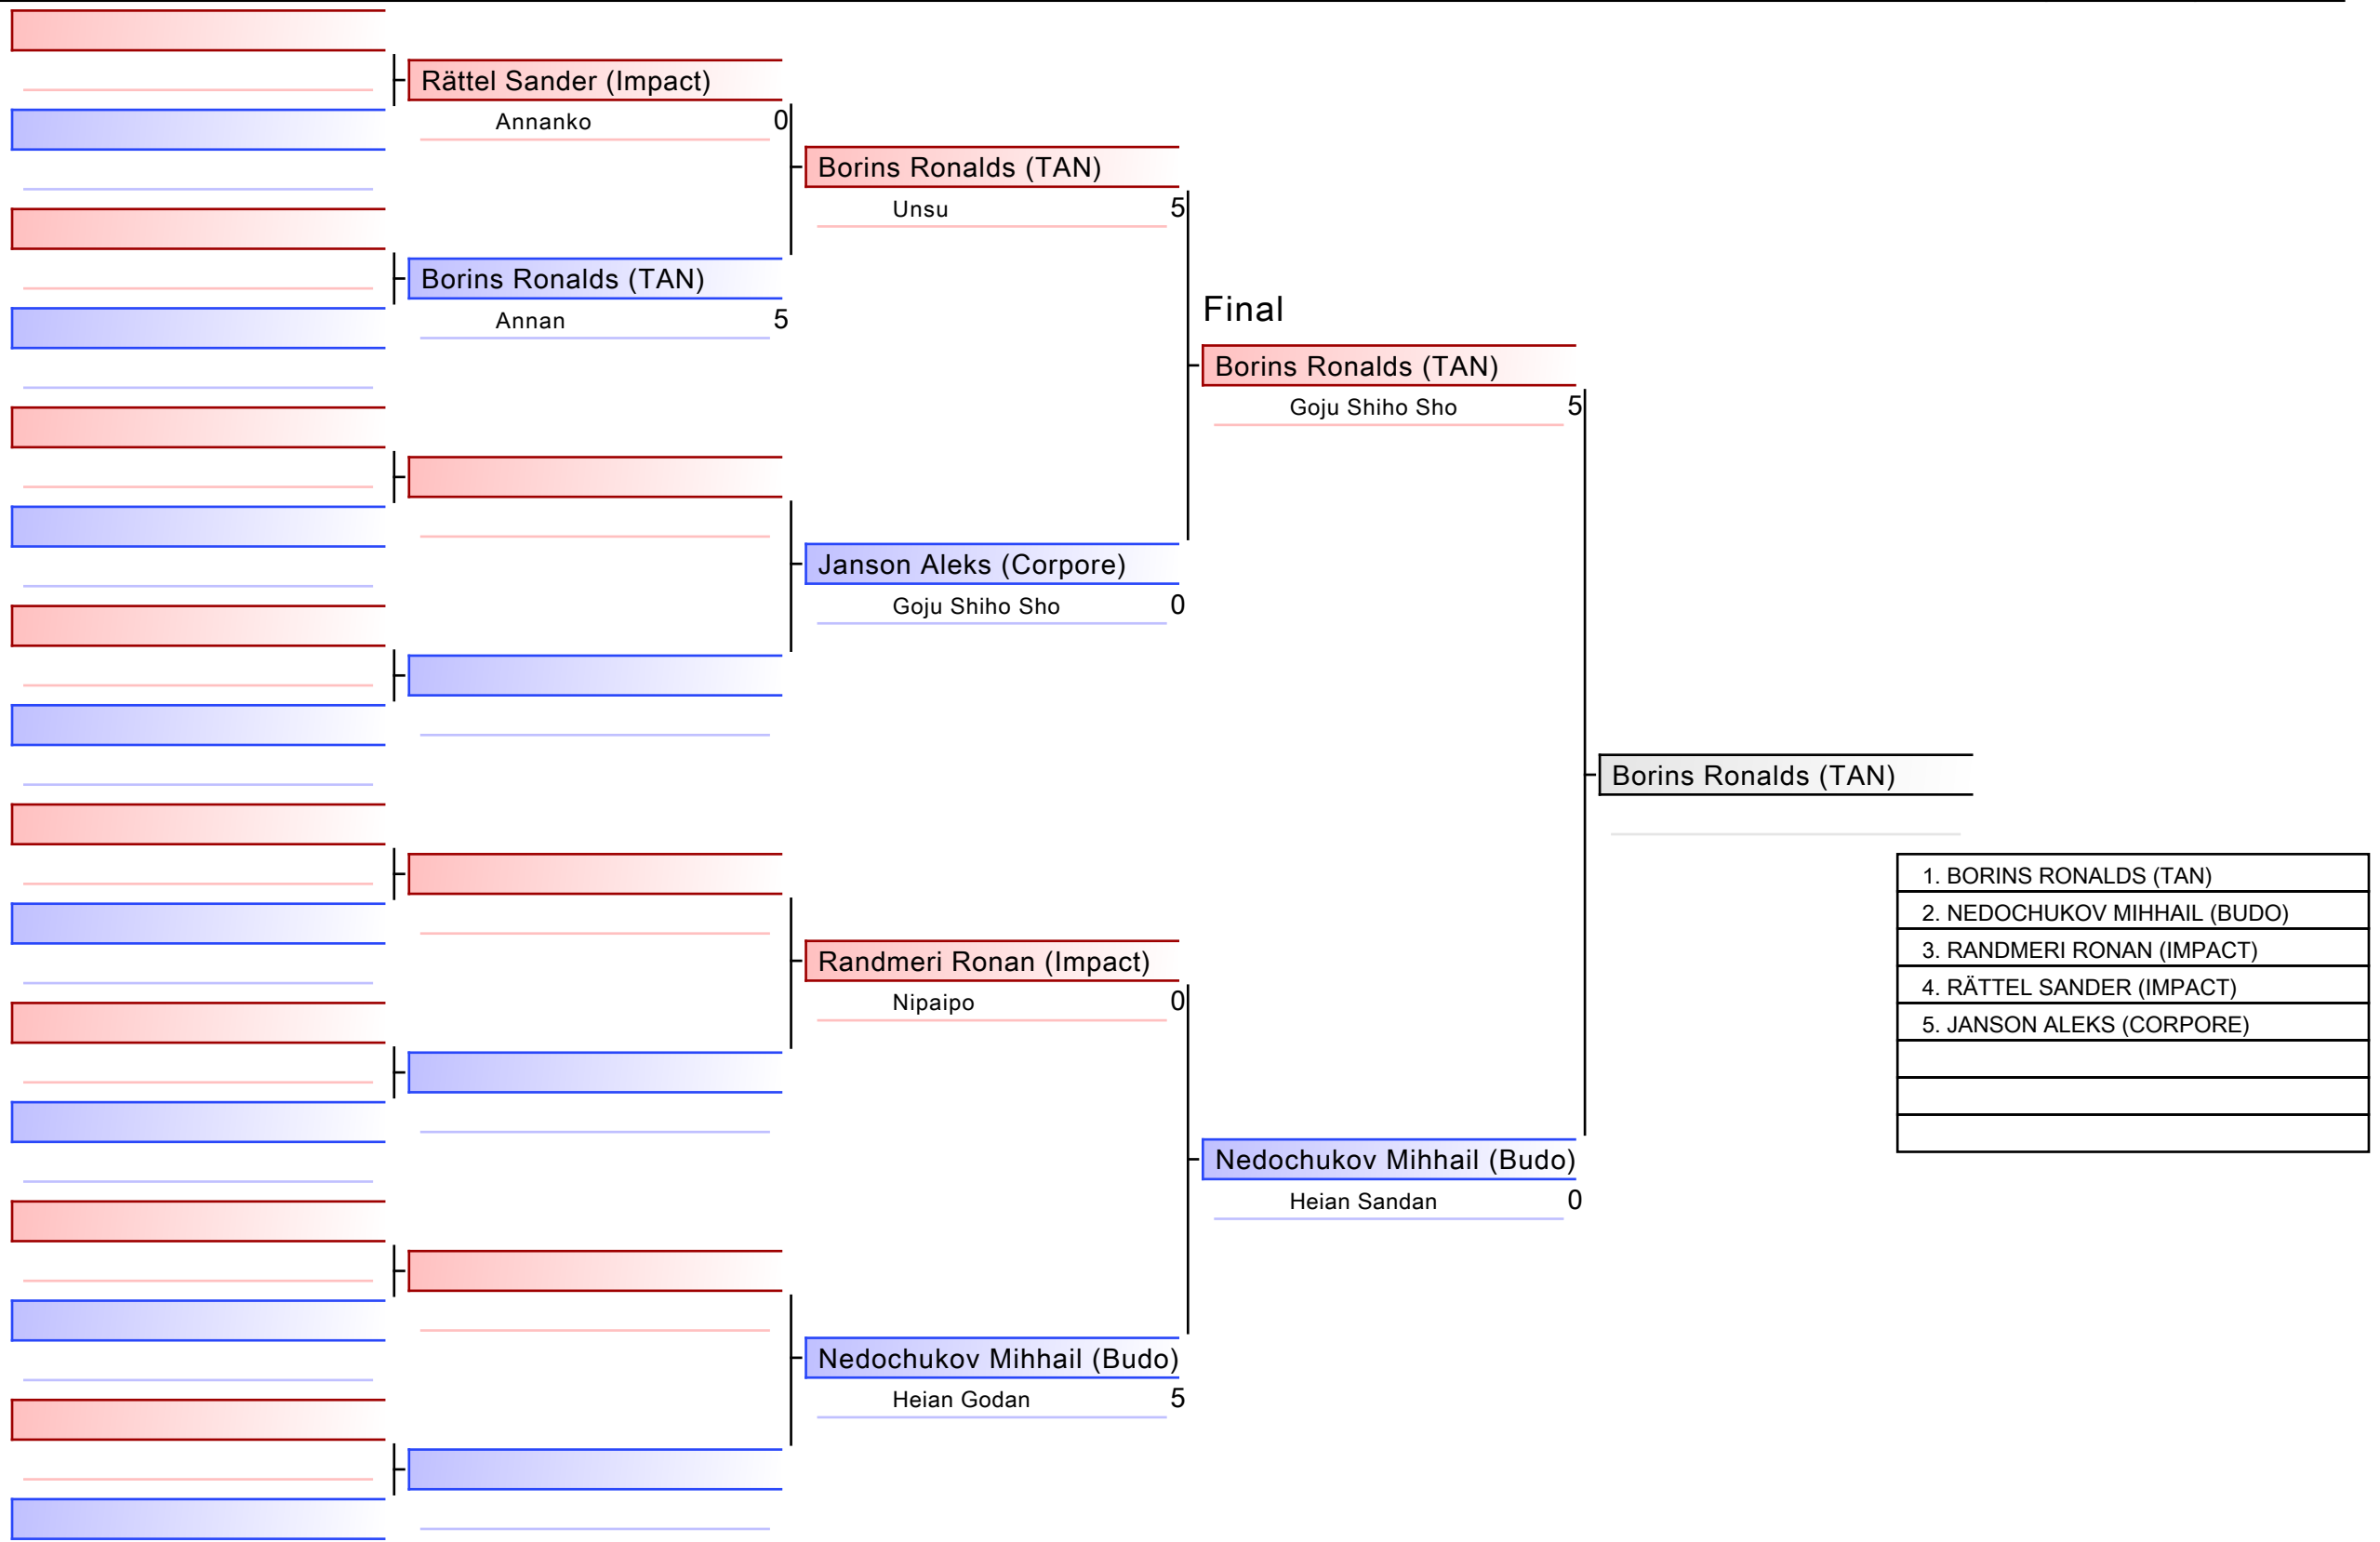 Rättel Sander (Impact)
Annanko 0
Borins Ronalds (TAN)
Unsu 5
Borins Ronalds (TAN)
Annan 5
Final
Borins Ronalds (TAN)
Goju Shiho Sho 5
Janson Aleks (Corpore)
Goju Shiho Sho 0
Borins Ronalds (TAN)
1. BORINS RONALDS (TAN)
2. NEDOCHUKOV MIHHAIL (BUDO)
3. RANDMERI RONAN (IMPACT)
4. RÄTTEL SANDER (IMPACT)
5. JANSON ALEKS (CORPORE)
Randmeri Ronan (Impact)
Nipaipo 0
Nedochukov Mihhail (Budo)
Heian Sandan 0
Nedochukov Mihhail (Budo)
Heian Godan 5